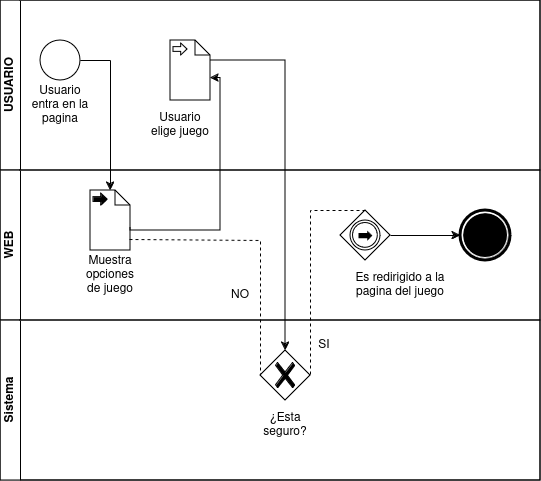 USUARIO
Usuario
entra en la
pagina
Usuario
elige juego
WEB
Muestra
opciones
de juego
Es redirigido a la
pagina del juego
NO
SI
Sistema
¿Esta
seguro?